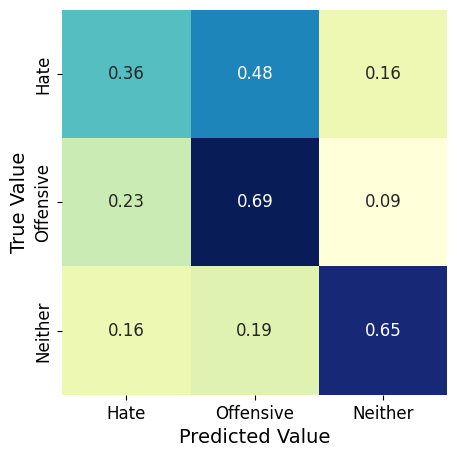 Hate 0.36 0.48 0.16
Offensive 0.23 0.69 0.09
Neither 0.16 0.19 0.65
True Value
Hate Offensive Neither
Predicted Value